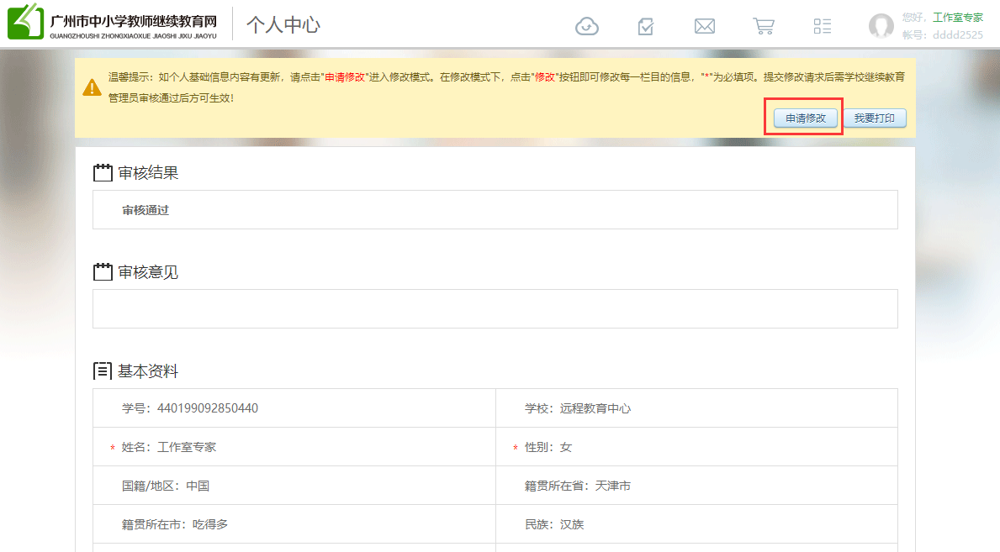 广州市中小学教师继续教育网
GUANGZHOUSHI ZHONGXIAOXUE JIAOSHI JIXU JIAOYU
个人中心
您好，工作室专家
帐号：dddd2525
温馨提示：如个人基础信息内容有更新，请点击"申请修改"进入修改模式。在修改模式下，点击"修改"按钮即可修改每一栏目的信息，"*"为必填项。提交修改请求后需学校继续教育
管理员审核通过后方可生效！
申请修改 我要打印
审核结果
审核通过
审核意见
基本资料
学号：440199092850440 学校：远程教育中心
* 姓名：工作室专家 * 性别：女
国籍/地区：中国 籍贯所在省：天津市
籍贯所在市：吃得多 民族：汉族